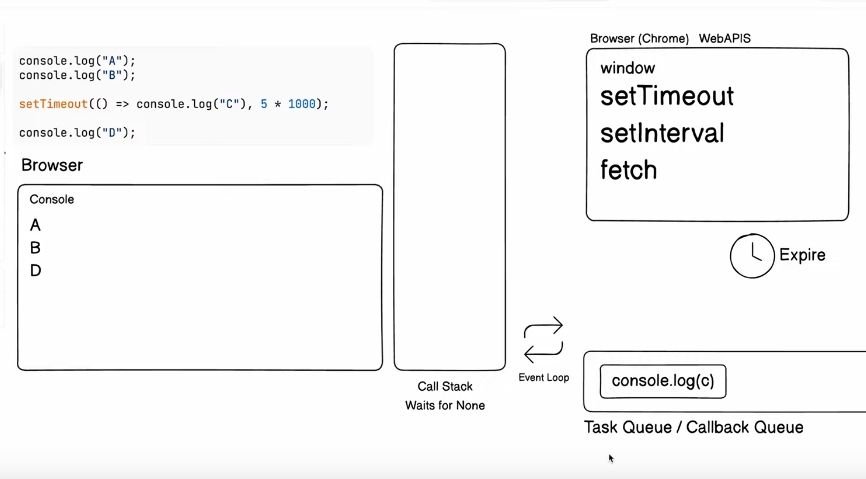 console.log("A");
console.log("B");
setTimeout(() => console.log("C"), 5 * 1000);
console.log("D");
Browser
Console
A
B
D
Call Stack
Waits for None
Event Loop
Browser (Chrome) WebAPIS
window
setTimeout
setInterval
fetch
Expire
console.log(c)
Task Queue / Callback Queue